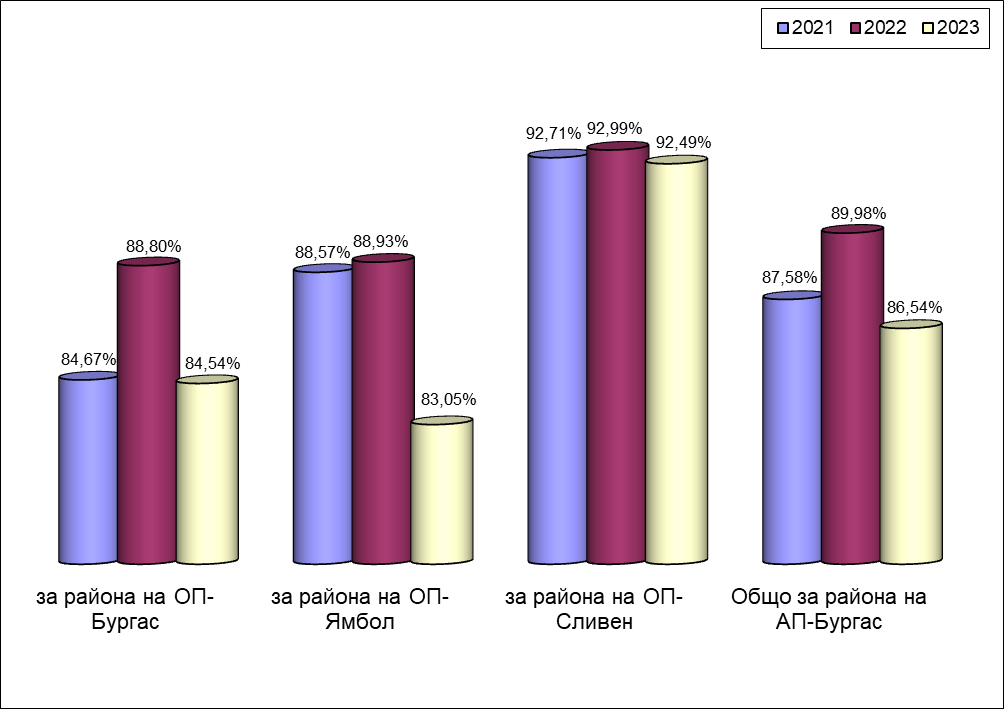 2021 2022 2023
92,71% 92,99% 92,49%
89,98%
88,80% 88,57% 88,93%
87,58% 86,54%
84,67% 84,54%
83,05%
за района на ОП-
Бургас
за района на ОП-
Ямбол
за района на ОП-
Сливен
Общо за района на
АП-Бургас